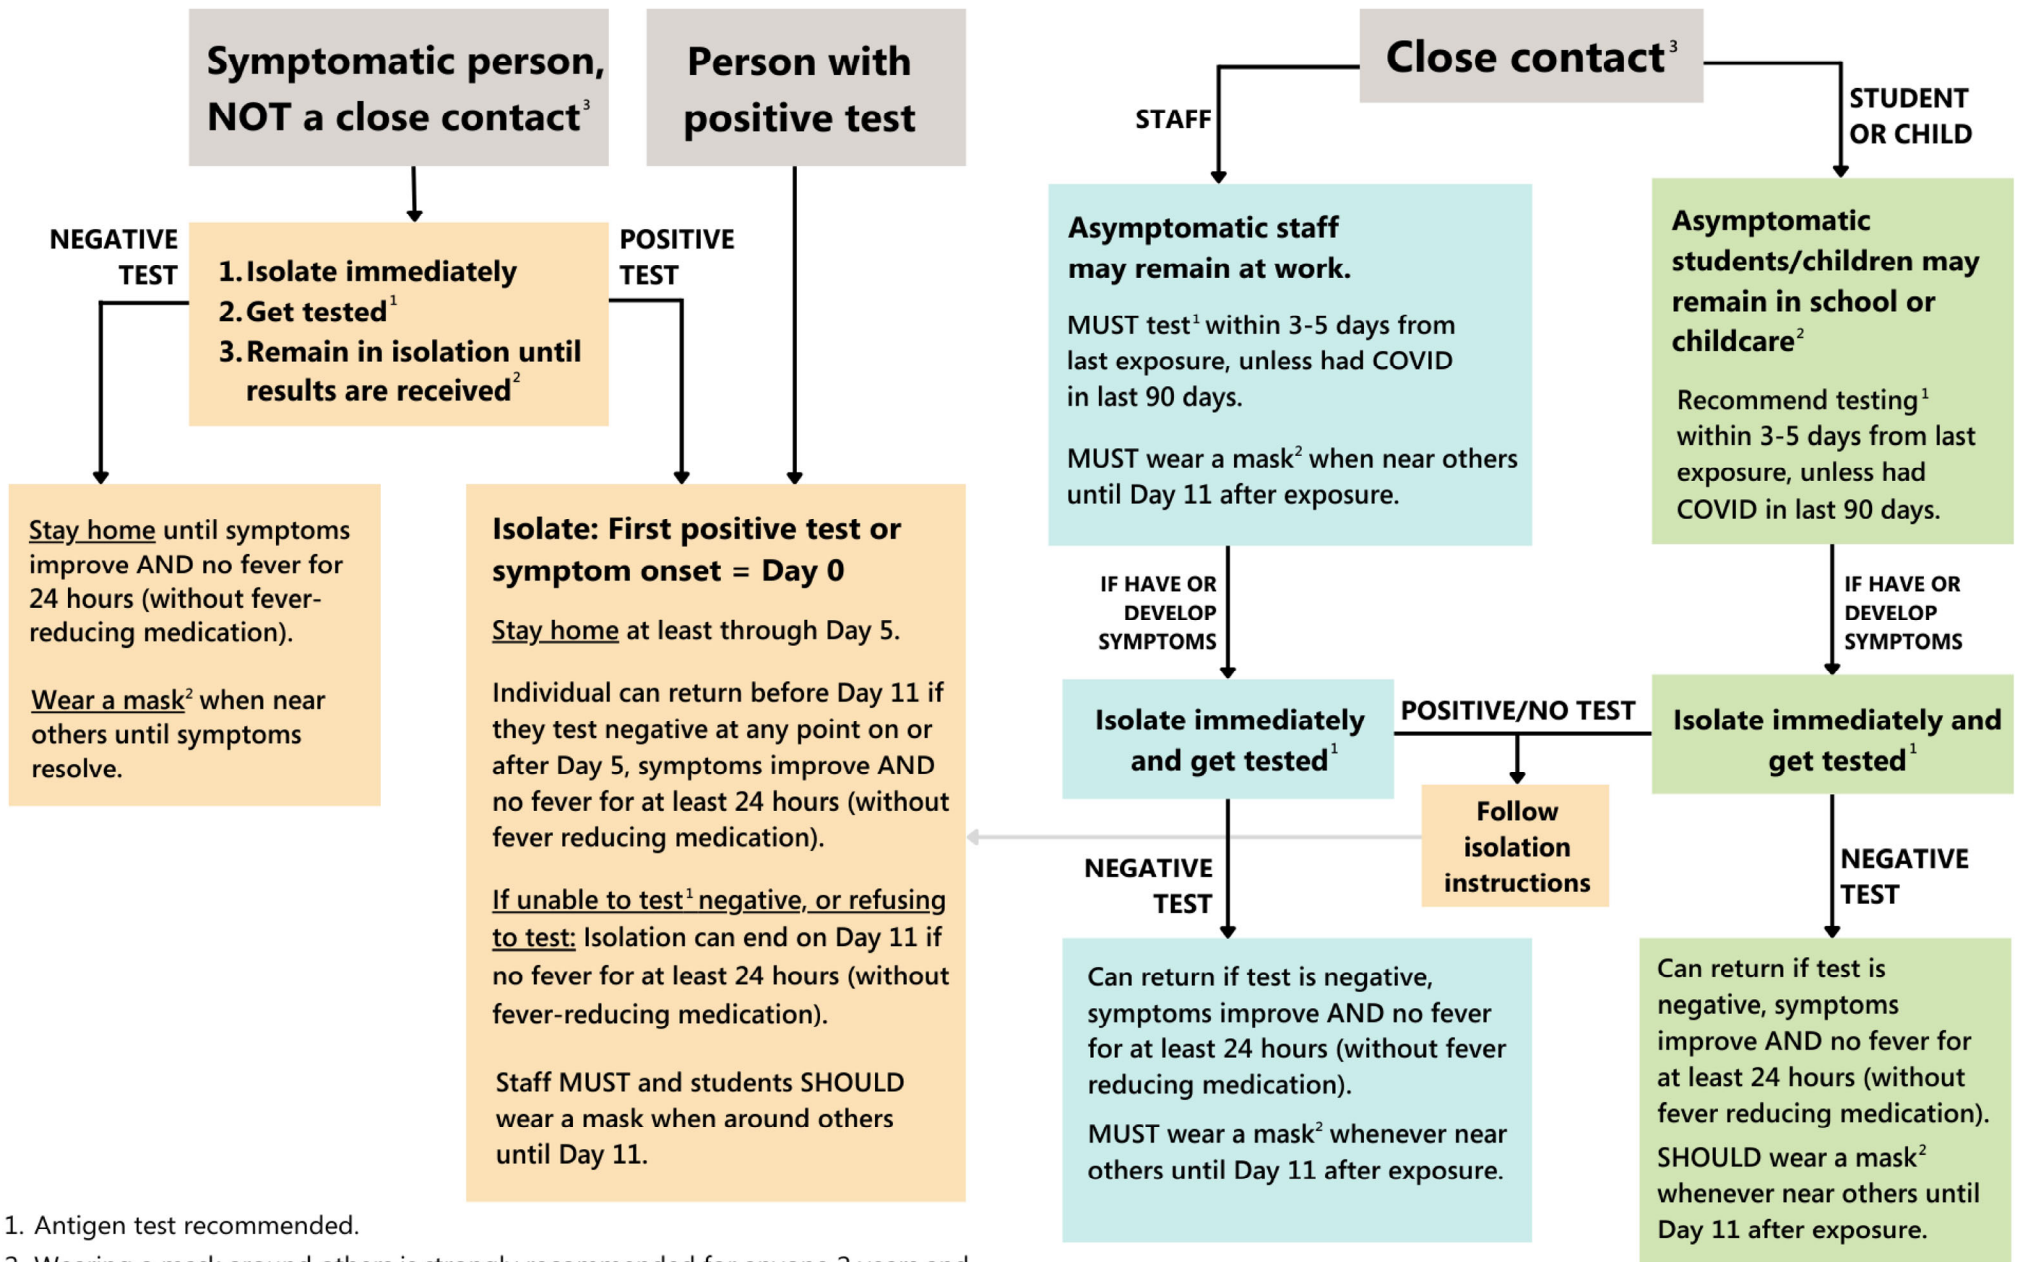 Symptomatic person,
NOT a close contact³
Person with
positive test
Close contact³
STAFF
STUDENT
OR CHILD
NEGATIVE
TEST
1. Isolate immediately
2. Get tested¹
3. Remain in isolation until
results are received²
POSITIVE
TEST
Stay home until symptoms
improve AND no fever for
24 hours (without fever-
reducing medication).
Wear a mask² when near
others until symptoms
resolve.
Isolate: First positive test or
symptom onset = Day 0
Stay home at least through Day 5.
Individual can return before Day 11 if
they test negative at any point on or
after Day 5, symptoms improve AND
no fever for at least 24 hours (without
fever reducing medication).
If unable to test¹ negative, or refusing
to test: Isolation can end on Day 11 if
no fever for at least 24 hours (without
fever-reducing medication).
Staff MUST and students SHOULD
wear a mask when around others
until Day 11.
Asymptomatic staff
may remain at work.
MUST test¹ within 3-5 days from
last exposure, unless had COVID
in last 90 days.
MUST wear a mask² when near others
until Day 11 after exposure.
IF HAVE OR
DEVELOP
SYMPTOMS
Isolate immediately
and get tested¹
POSITIVE/NO TEST
Follow
isolation
instructions
NEGATIVE
TEST
Can return if test is negative,
symptoms improve AND no fever
for at least 24 hours (without fever
reducing medication).
MUST wear a mask² whenever near
others until Day 11 after exposure.
Asymptomatic
students/children may
remain in school or
childcare²
Recommend testing¹
within 3-5 days from last
exposure, unless had
COVID in last 90 days.
IF HAVE OR
DEVELOP
SYMPTOMS
Isolate immediately and
get tested¹
NEGATIVE
TEST
Can return if test is
negative, symptoms
improve AND no fever for
at least 24 hours (without
fever reducing medication).
SHOULD wear a mask²
whenever near others until
Day 11 after exposure.
1. Antigen test recommended.
2. Wearing a mask around others is strongly recommended for anyone 2 years and